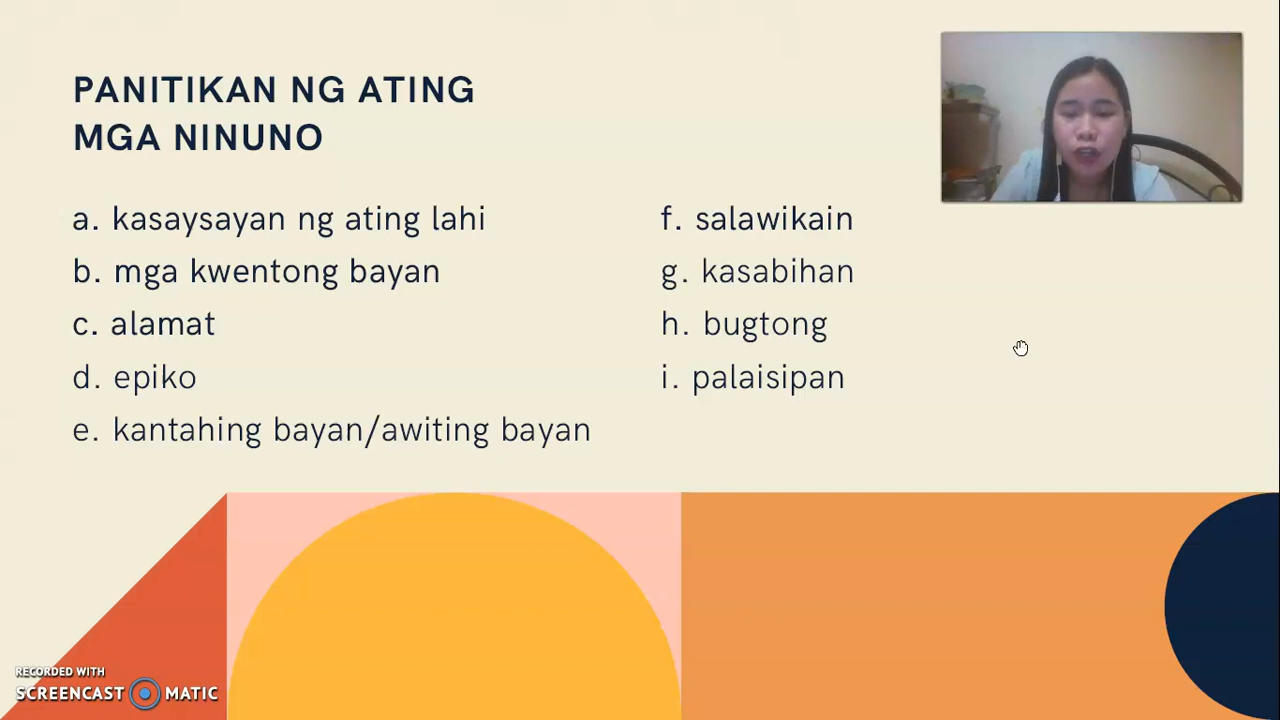 PANITIKAN NG ATING
MGA NINUNO
a. kasaysayan ng ating lahi
b. mga kwentong bayan
c. alamat
d. epiko
e. kantahing bayan/awiting bayan
f. salawikain
g. kasabihan
h. bugtong
i. palaisipan
RECORDED WITH
SCREENCAST MATIC